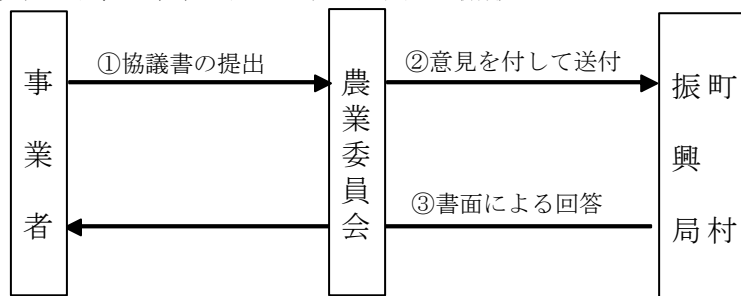 事業者
①協議書の提出
農業委員会
②意見を付して送付
③書面による回答
町村
振興局